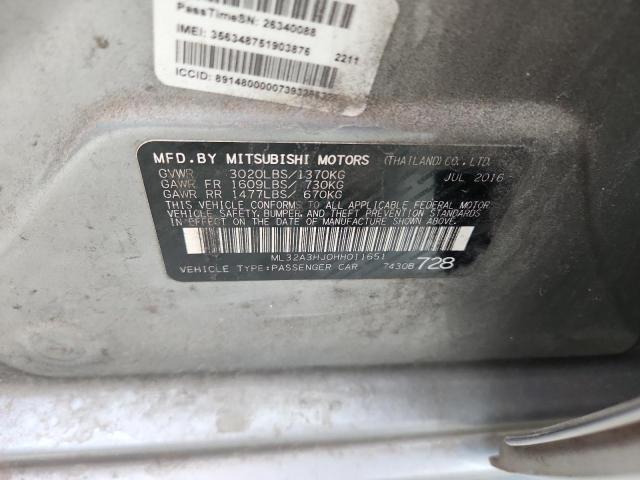 PassTimeSN: 26340088
IMEI: 356348751903876
2211
ICCID: 8914800000739328
MFD.BY MITSUBISHI MOTORS (THAILAND) CO., LTD.
GVWR 3020LBS/1370KG JUL 2016
GAWR FR 1609LBS/ 730KG
GAWR RR 1477LBS/ 670KG
THIS VEHICLE CONFORMS TO ALL APPLICABLE FEDERAL MOTOR
VEHICLE SAFETY, BUMPER, AND THEFT PREVENTION STANDARDS
IN EFFECT ON THE DATE OF MANUFACTURE SHOWN ABOVE.
ML32A3HJ0HH011651
VEHICLE TYPE:PASSENGER CAR 7430B 728